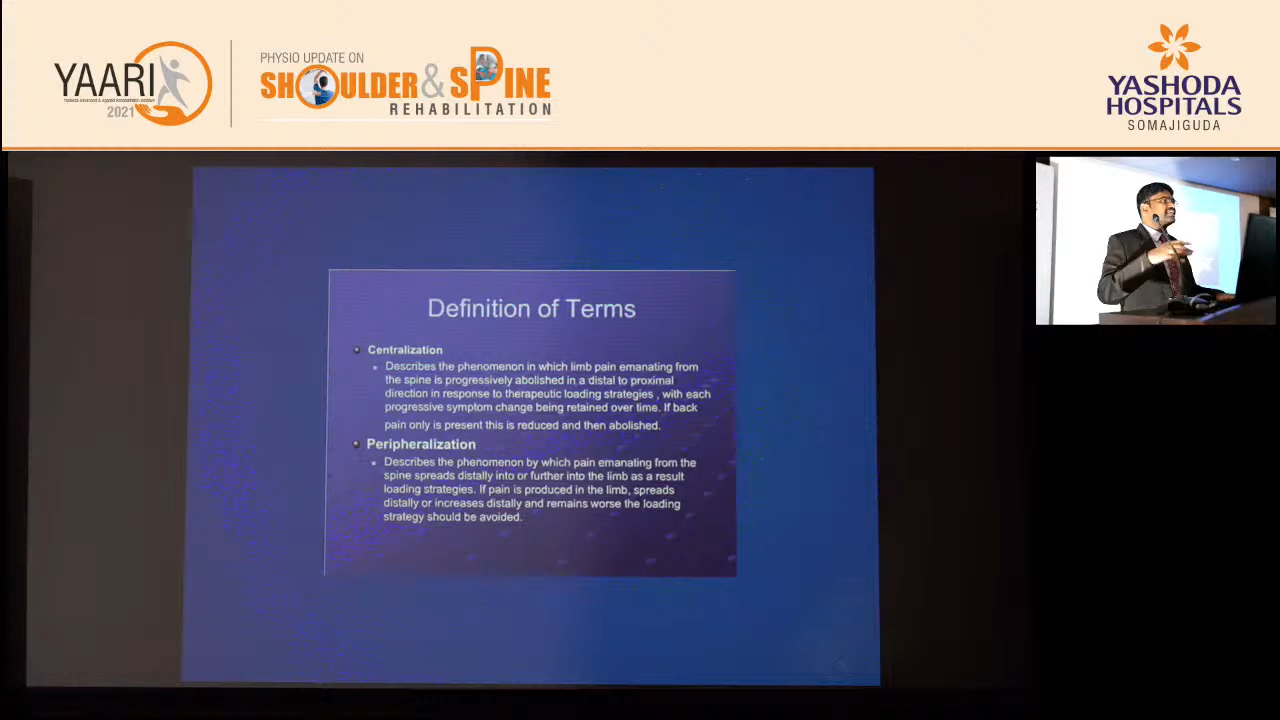 YAARI
Yashoda Advanced & Applied Rehabilitation Institute
2021
PHYSIO UPDATE ON
SHOULDER & SPINE
REHABILITATION
YASHODA
HOSPITALS
SOMAJIGUDA
Definition of Terms
Centralization
Describes the phenomenon in which limb pain emanating from
the spine is progressively abolished in a distal to proximal
direction in response to therapeutic loading strategies , with each
progressive symptom change being retained over time. If back
pain only is present this is reduced and then abolished.
Peripheralization
Describes the phenomenon by which pain emanating from the
spine spreads distally into or further into the limb as a result
loading strategies. If pain is produced in the limb, spreads
distally or increases distally and remains worse the loading
strategy should be avoided.